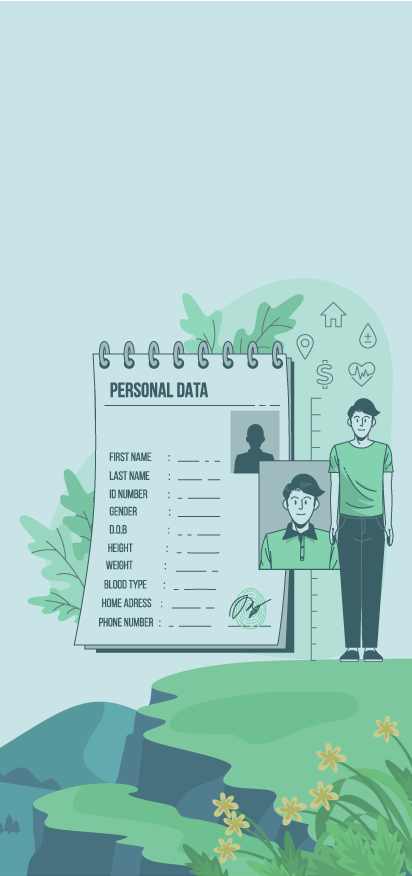 PERSONAL DATA
FIRST NAME :
LAST NAME :
ID NUMBER :
GENDER :
D.O.B :
HEIGHT :
WEIGHT :
BLOOD TYPE :
HOME ADRESS :
PHONE NUMBER :
$